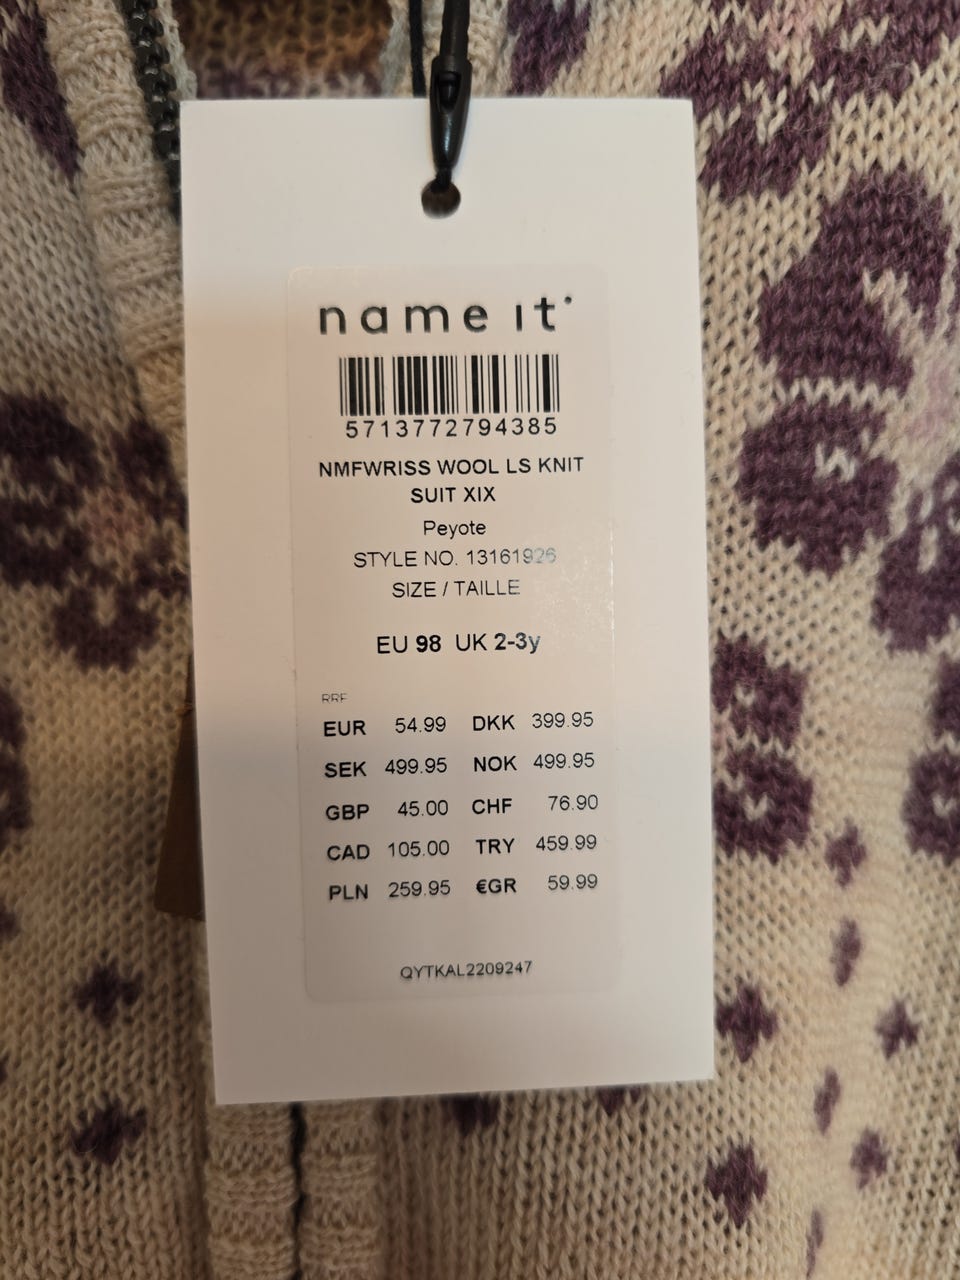 name it
5713772794385
NMFWRISS WOOL LS KNIT
SUIT XIX
Peyote
STYLE NO. 13161926
SIZE / TAILLE
EU 98 UK 2-3y
RRF
EUR 54.99 DKK 399.95
SEK 499.95 NOK 499.95
GBP 45.00 CHF 76.90
CAD 105.00 TRY 459.99
PLN 259.95 €GR 59.99
QYTKAL2209247